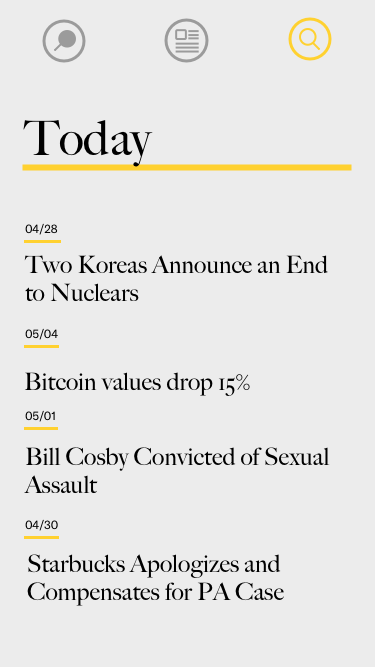 Today
04/28
Two Koreas Announce an End
to Nuclears
05/04
Bitcoin values drop 15%
05/01
Bill Cosby Convicted of Sexual
Assault
04/30
Starbucks Apologizes and
Compensates for PA Case